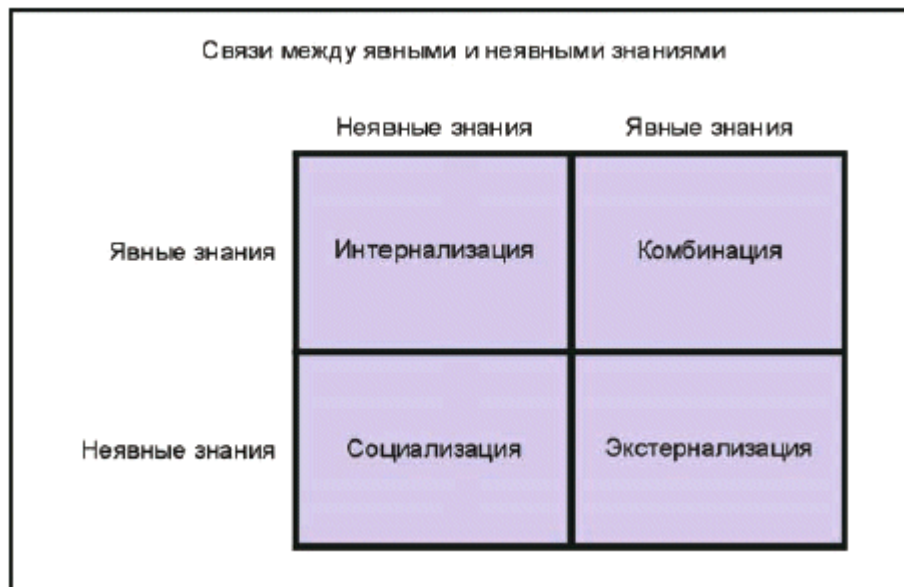 Связи между явными и неявными знаниями
Неявные знания Явные знания
Явные знания Интернализация Комбинация
Неявные знания Социализация Экстернализация